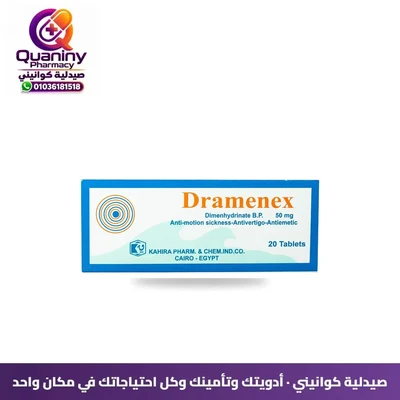 Quaniny
Pharmacy
صيدلية كوانيني
01036181518
Dramenex
Dimenhydrinate B.P. 50 mg
Anti-motion sickness-Antivertigo-Antiemetic
20 Tablets
KAHIRA PHARM. & CHEM.IND.CO.
CAIRO - EGYPT
صيدلية كوانيني - أدويتك وتأمينك وكل احتياجاتك في مكان واحد